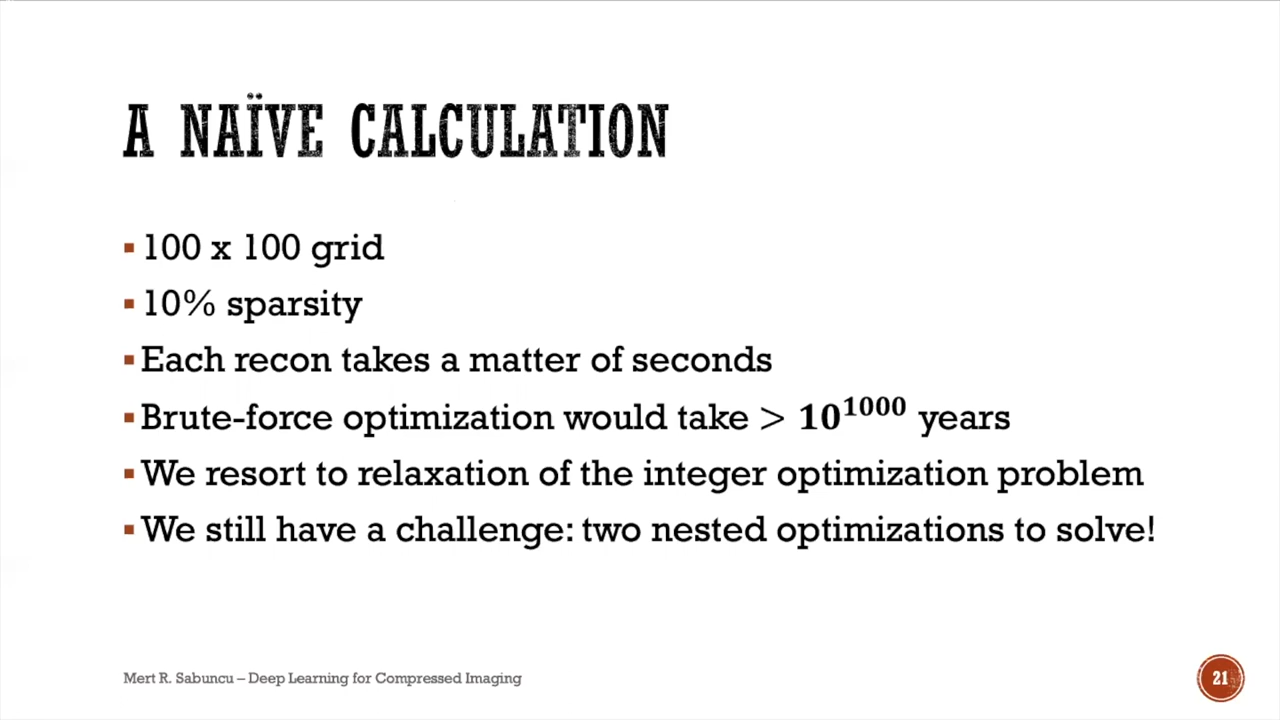 A NAÏVE CALCULATION
▪ 100 x 100 grid
▪ 10% sparsity
▪ Each recon takes a matter of seconds
▪ Brute-force optimization would take > 10^1000 years
▪ We resort to relaxation of the integer optimization problem
▪ We still have a challenge: two nested optimizations to solve!
Mert R. Sabuncu – Deep Learning for Compressed Imaging
21